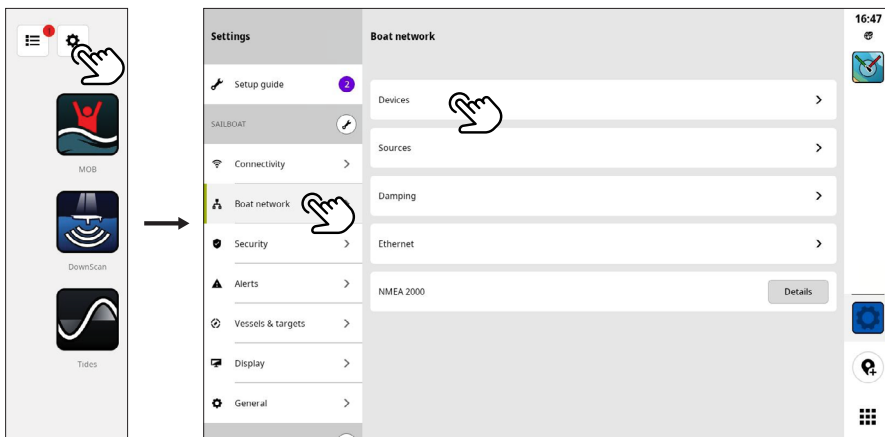 1
MOB
DownScan
Tides
Settings
Boat network
16:47
Setup guide
2
Devices
SAILBOAT
Sources
Connectivity
Boat network
Damping
Security
Ethernet
Alerts
NMEA 2000
Details
Vessels & targets
Display
General